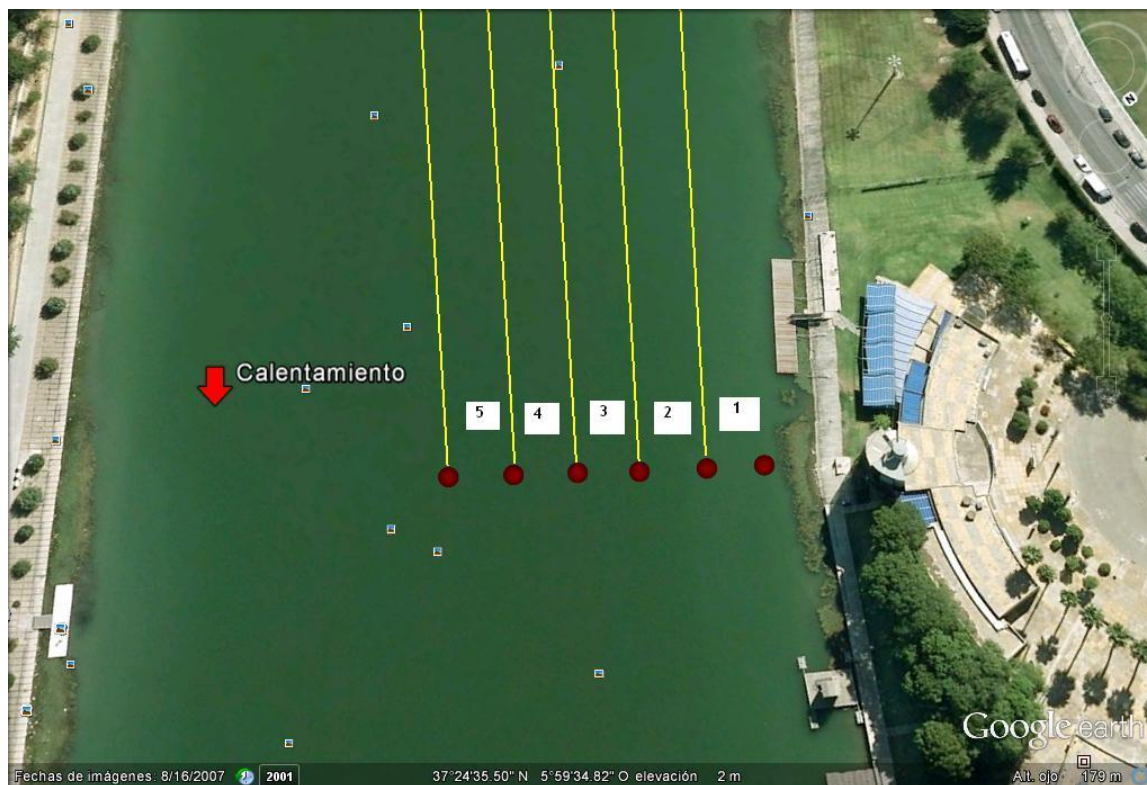 N
Calentamiento
5 4 3 2 1
Google earth
Fechas de imágenes: 8/16/2007 2001 37°24'35.50" N 5°59'34.82" O elevación 2 m Alt. ojo 179 m